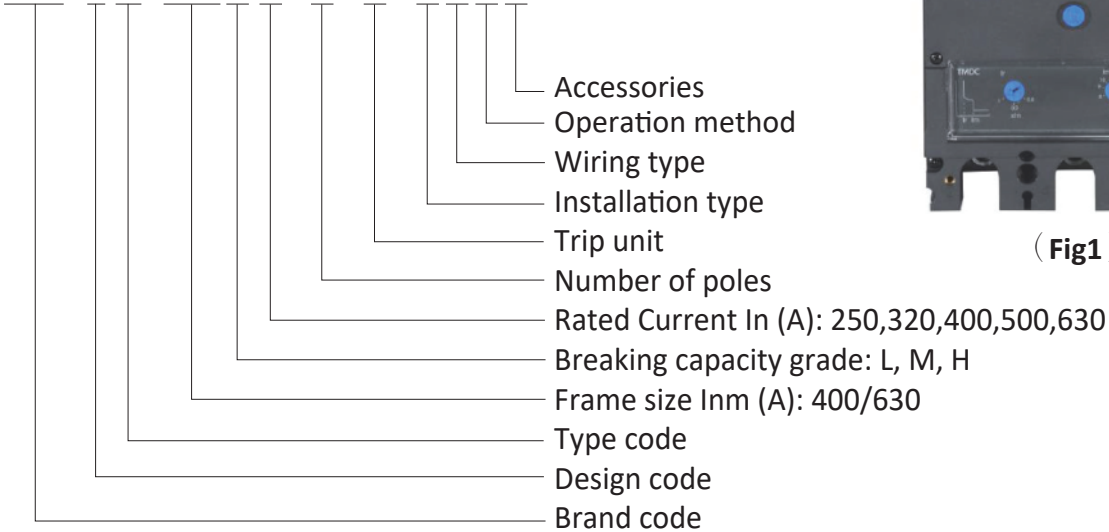 TMDC
Accessories
Operation method
Wiring type
Installation type
Trip unit
(Fig1
Number of poles
Rated Current In (A): 250,320,400,500,630
Breaking capacity grade: L, M, H
Frame size Inm (A): 400/630
Type code
Design code
Brand code